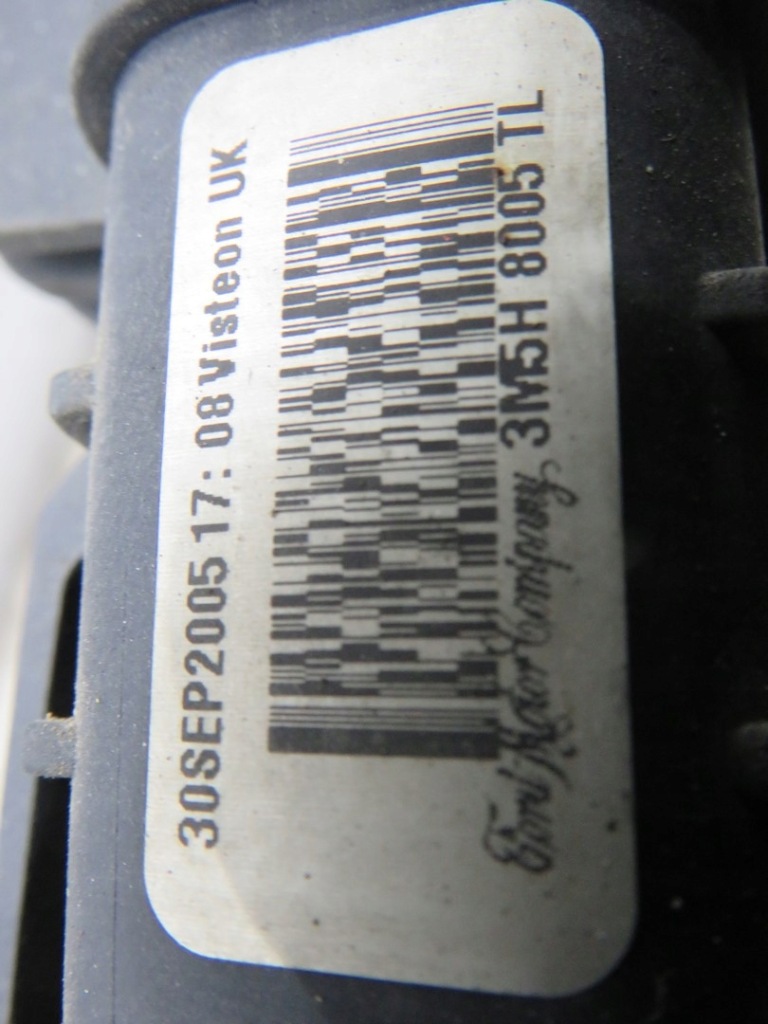 30SEP2005 17:08 Visteon UK
Ford Motor Company 3M5H 8005 TL